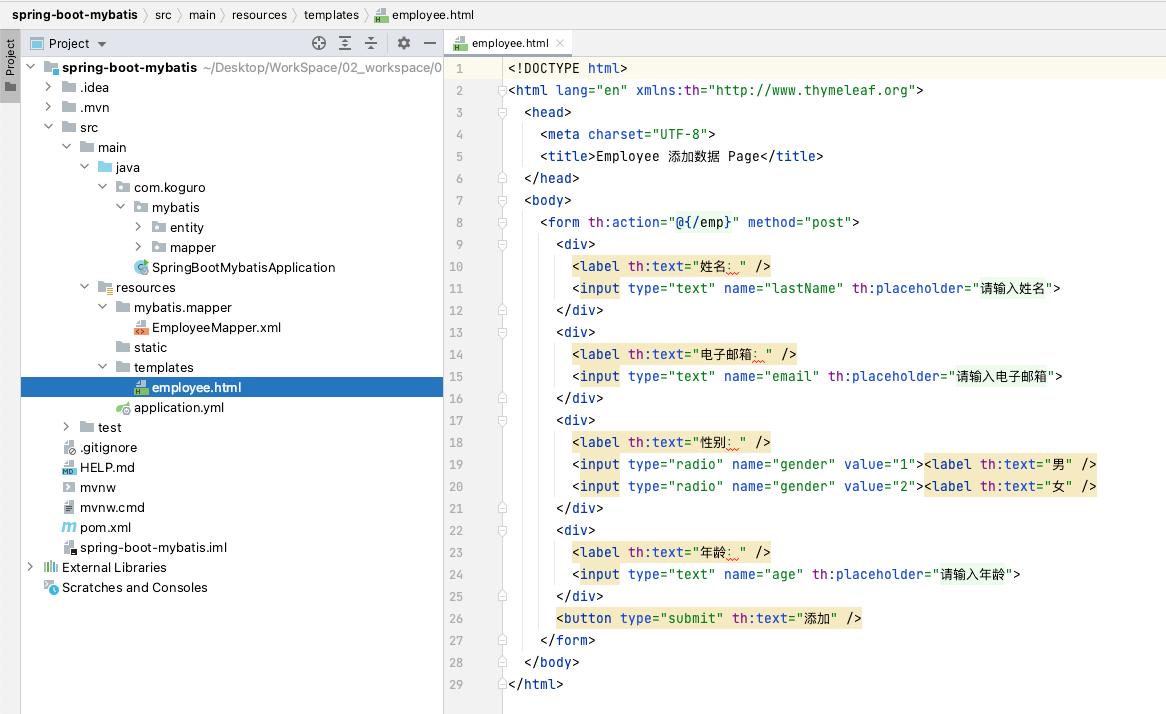 spring-boot-mybatis src main resources templates employee.html
Project
Project
spring-boot-mybatis ~/Desktop/WorkSpace/02_workspace/0
.idea
.mvn
src
main
java
com.koguro
mybatis
entity
mapper
SpringBootMybatisApplication
resources
mybatis.mapper
EmployeeMapper.xml
static
templates
employee.html
application.yml
test
.gitignore
HELP.md
mvnw
mvnw.cmd
pom.xml
spring-boot-mybatis.iml
External Libraries
Scratches and Consoles
employee.html
1 <!DOCTYPE html>
2 <html lang="en" xmlns:th="http://www.thymeleaf.org">
3 <head>
4 <meta charset="UTF-8">
5 <title>Employee 添加数据 Page</title>
6 </head>
7 <body>
8 <form th:action="@{/emp}" method="post">
9 <div>
10 <label th:text="姓名：" />
11 <input type="text" name="lastName" th:placeholder="请输入姓名">
12 </div>
13 <div>
14 <label th:text="电子邮箱：" />
15 <input type="text" name="email" th:placeholder="请输入电子邮箱">
16 </div>
17 <div>
18 <label th:text="性别：" />
19 <input type="radio" name="gender" value="1"><label th:text="男" />
20 <input type="radio" name="gender" value="2"><label th:text="女" />
21 </div>
22 <div>
23 <label th:text="年龄：" />
24 <input type="text" name="age" th:placeholder="请输入年龄">
25 </div>
26 <button type="submit" th:text="添加" />
27 </form>
28 </body>
29 </html>